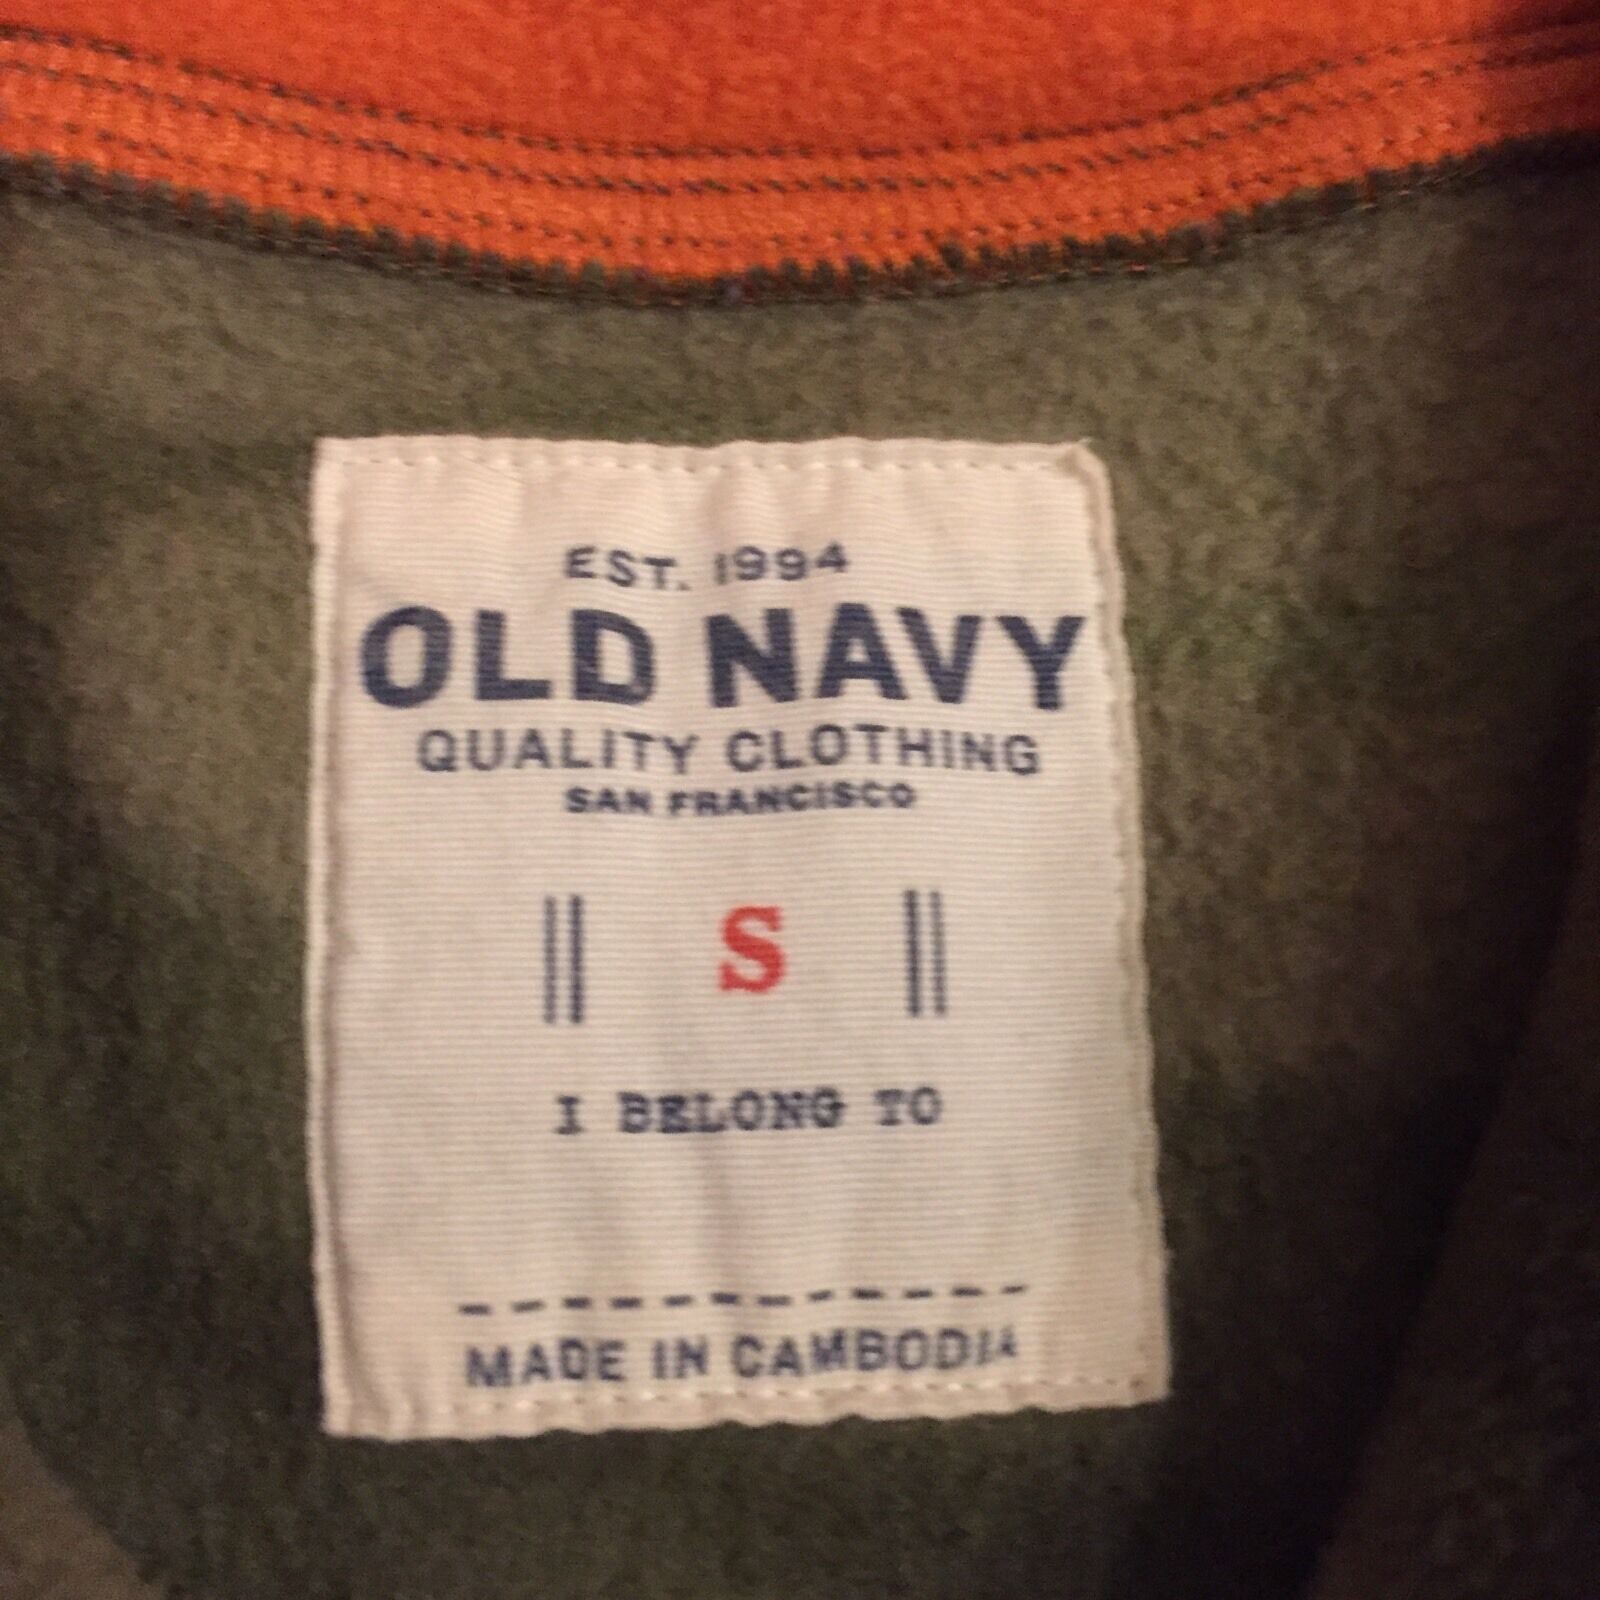 EST. 1994
OLD NAVY
QUALITY CLOTHING
SAN FRANCISCO
S
I BELONG TO
MADE IN CAMBODIA